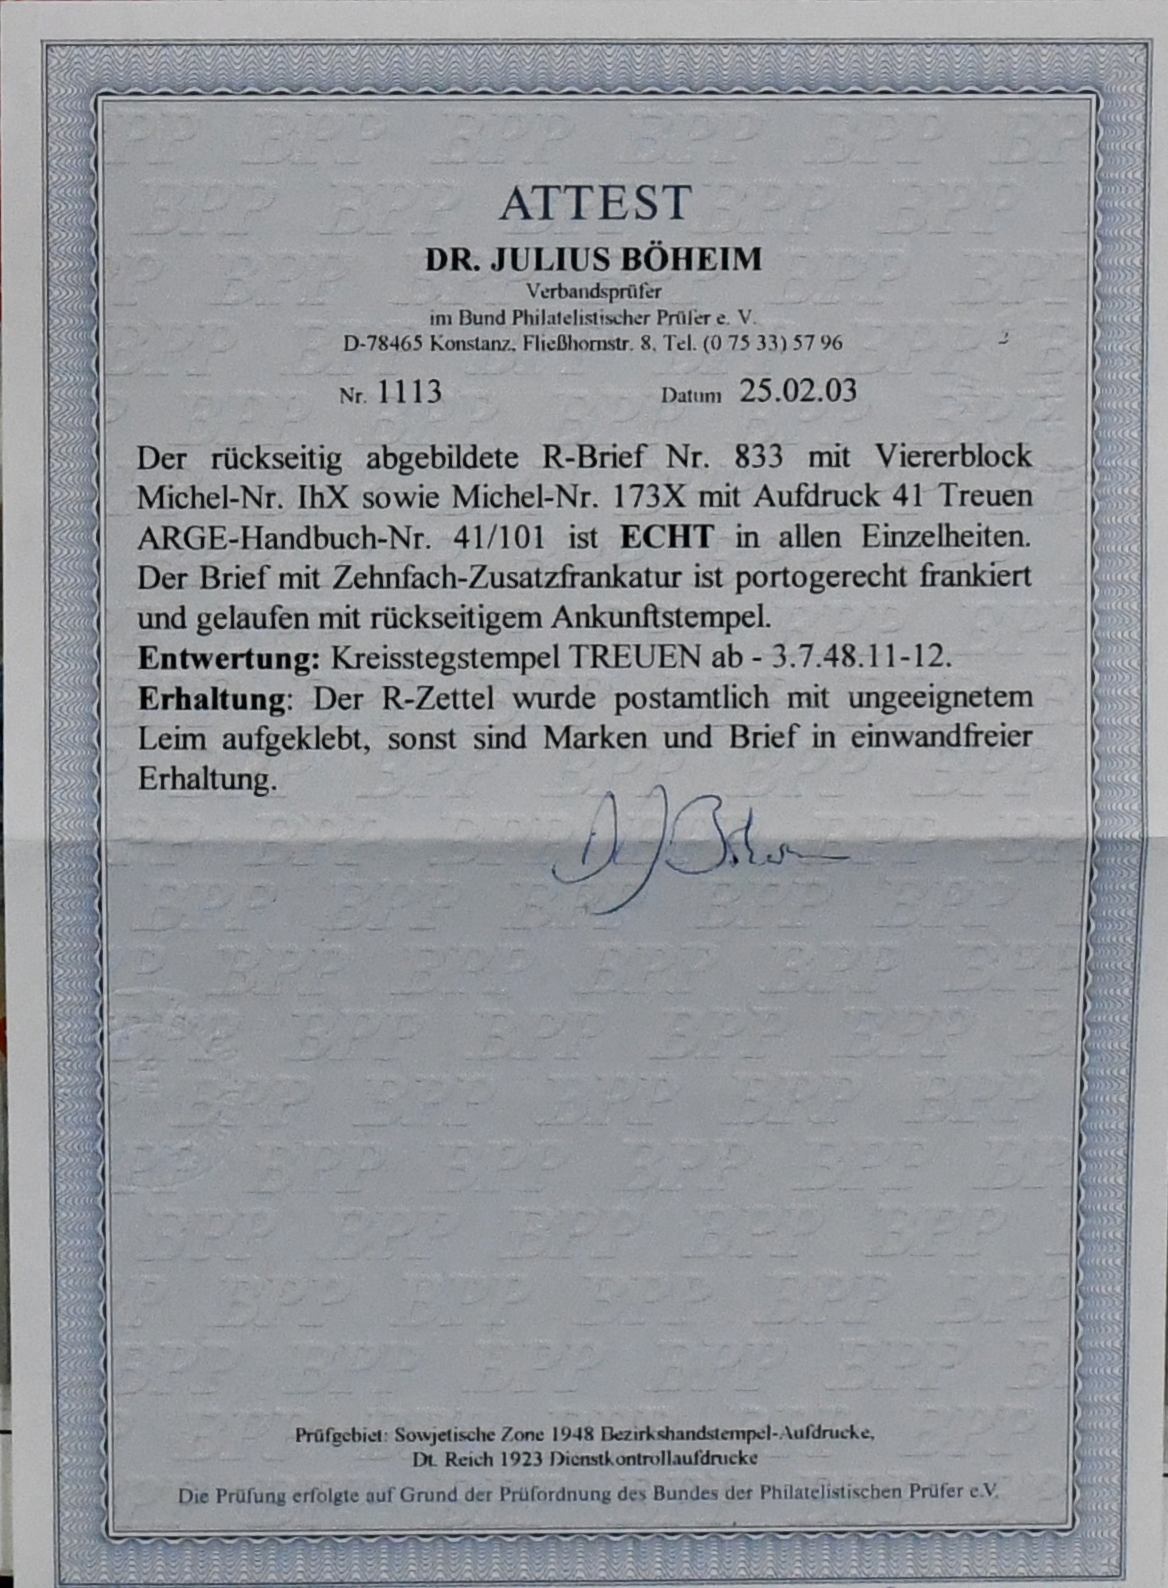 ATTEST
DR. JULIUS BÖHEIM
Verbandsprüfer
im Bund Philatelistischer Prüfer e. V.
D-78465 Konstanz, Fließhornstr. 8, Tel. (0 75 33) 57 96
Nr. 1113 Datum 25.02.03
Der rückseitig abgebildete R-Brief Nr. 833 mit Viererblock
Michel-Nr. IhX sowie Michel-Nr. 173X mit Aufdruck 41 Treuen
ARGE-Handbuch-Nr. 41/101 ist ECHT in allen Einzelheiten.
Der Brief mit Zehnfach-Zusatzfrankatur ist portogerecht frankiert
und gelaufen mit rückseitigem Ankunftstempel.
Entwertung: Kreisstegstempel TREUEN ab - 3.7.48.11-12.
Erhaltung: Der R-Zettel wurde postamtlich mit ungeeignetem
Leim aufgeklebt, sonst sind Marken und Brief in einwandfreier
Erhaltung.
Dr J Böheim
Prüfgebiet: Sowjetische Zone 1948 Bezirkshandstempel-Aufdrucke,
Dt. Reich 1923 Dienstkontrollaufdrucke
Die Prüfung erfolgte auf Grund der Prüfordnung des Bundes der Philatelistischen Prüfer e.V.